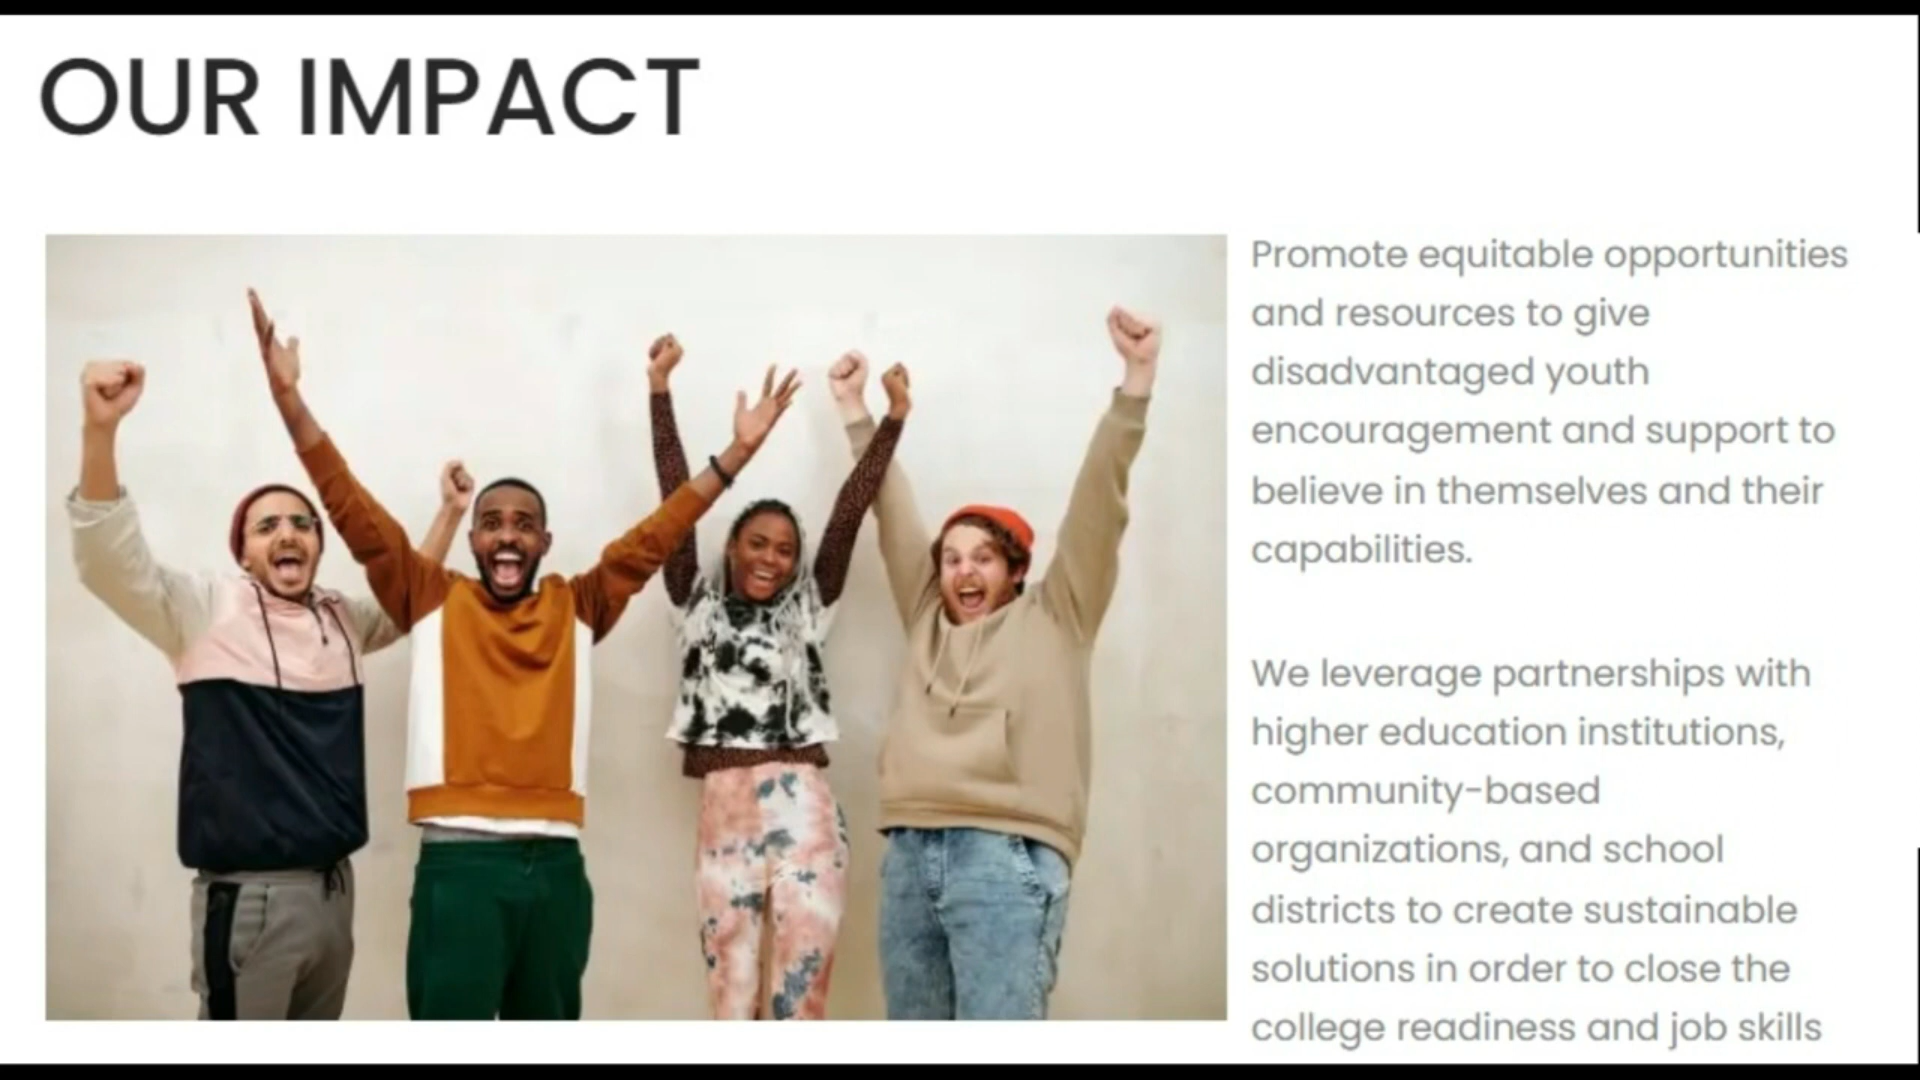 OUR IMPACT
Promote equitable opportunities
and resources to give
disadvantaged youth
encouragement and support to
believe in themselves and their
capabilities.
We leverage partnerships with
higher education institutions,
community-based
organizations, and school
districts to create sustainable
solutions in order to close the
college readiness and job skills